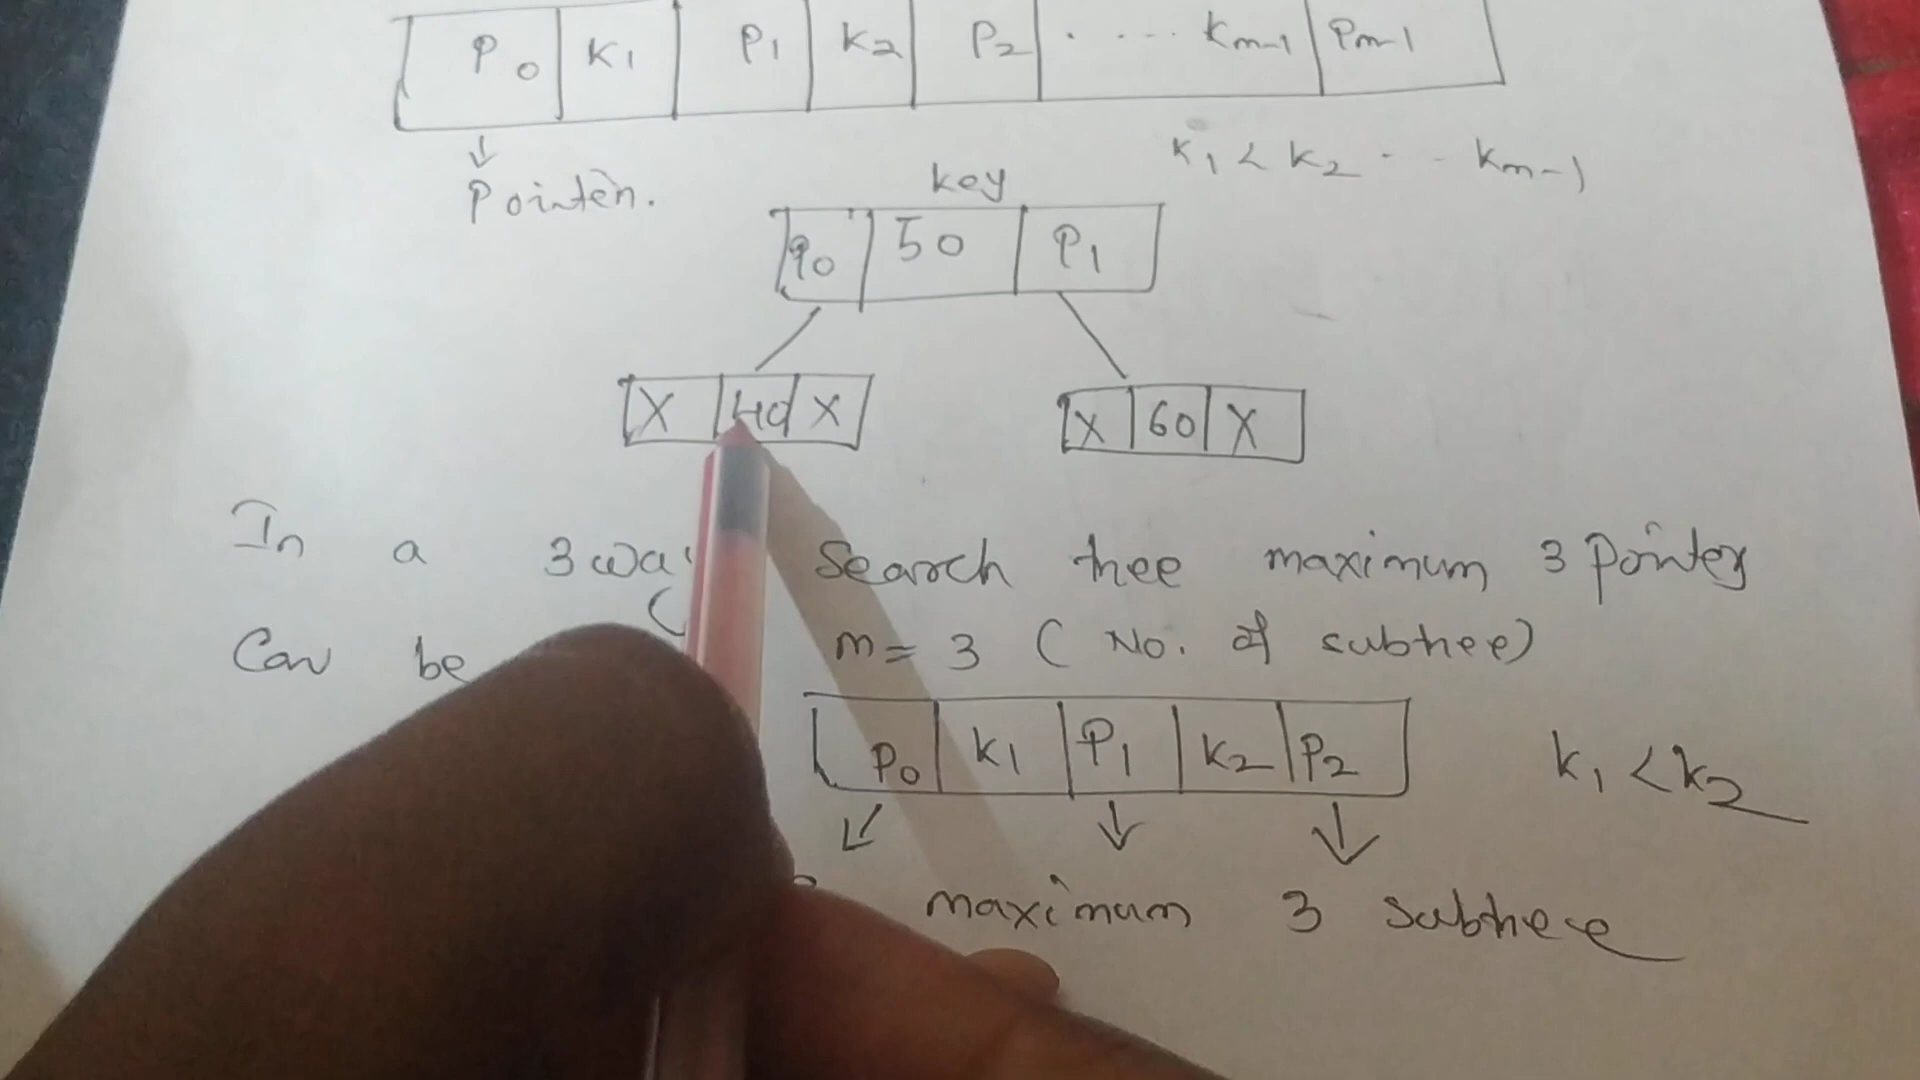 P0 K1 P1 K2 P2 . .... Km-1 Pm-1
K1 < K2 - - Km-1
Pointer.
key
P0 50 P1
X 40 X X 60 X
In a 3 way Search tree maximum 3 pointer
Can be m = 3 ( No. of subtree)
P0 K1 P1 K2 P2 K1 < K2
maximum 3 subtree